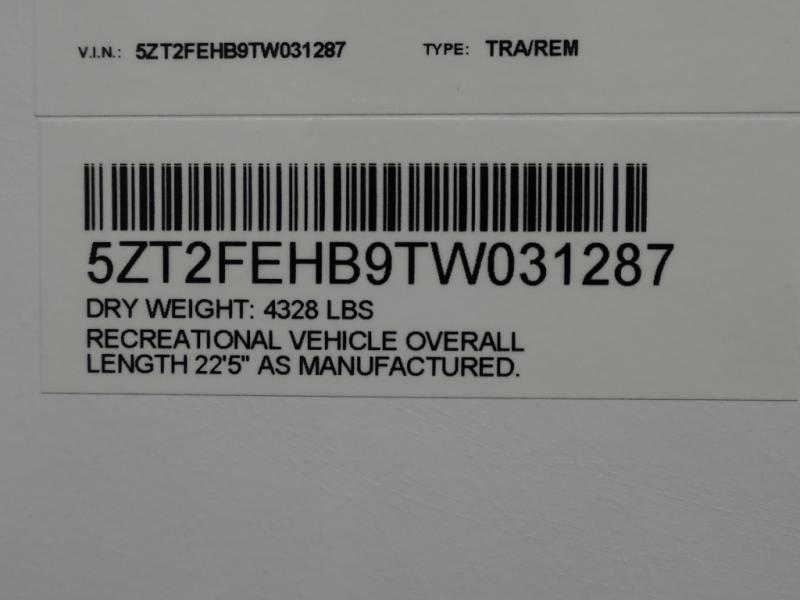 V.I.N.: 5ZT2FEHB9TW031287 TYPE: TRA/REM
5ZT2FEHB9TW031287
DRY WEIGHT: 4328 LBS
RECREATIONAL VEHICLE OVERALL
LENGTH 22'5" AS MANUFACTURED.